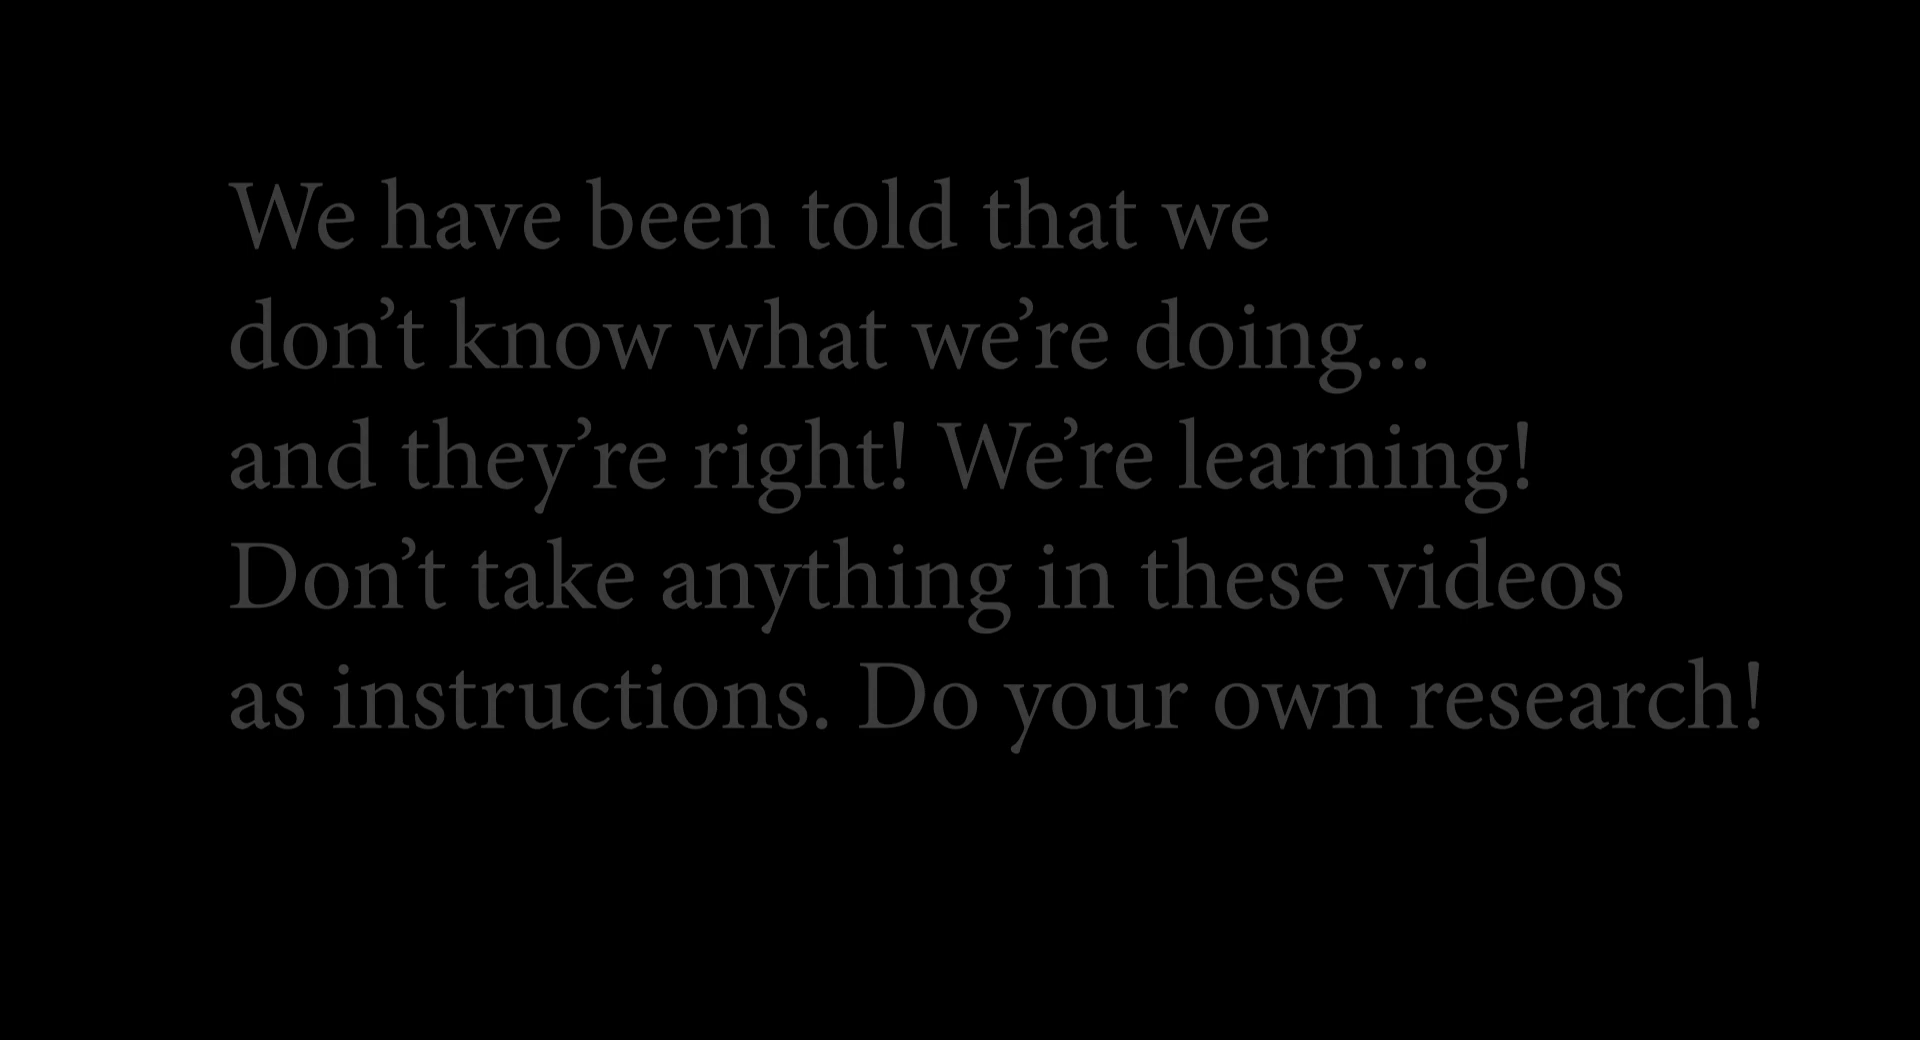 We have been told that we
don’t know what we’re doing...
and they’re right! We’re learning!
Don’t take anything in these videos
as instructions. Do your own research!